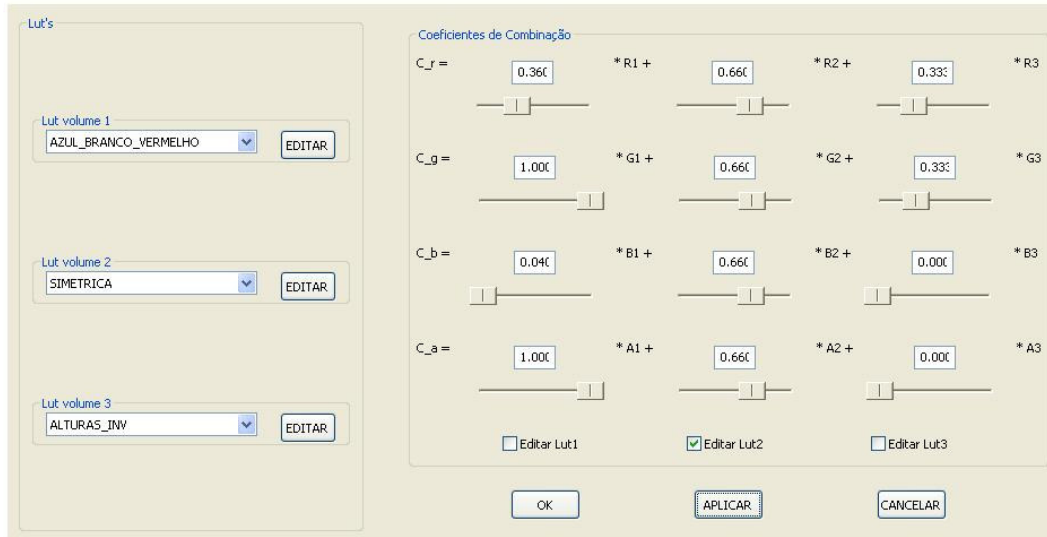 Lut's
Lut volume 1
AZUL_BRANCO_VERMELHO
EDITAR
Lut volume 2
SIMETRICA
EDITAR
Lut volume 3
ALTURAS_INV
EDITAR
Coeficientes de Combinação
C_r = 0.360 * R1 + 0.660 * R2 + 0.333 * R3
C_g = 1.000 * G1 + 0.660 * G2 + 0.333 * G3
C_b = 0.040 * B1 + 0.660 * B2 + 0.000 * B3
C_a = 1.000 * A1 + 0.660 * A2 + 0.000 * A3
Editar Lut1 Editar Lut2 Editar Lut3
OK APLICAR CANCELAR